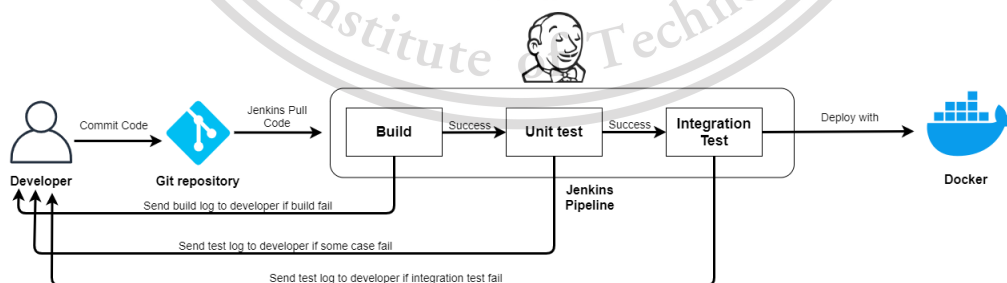 Institute of Techn
Commit Code
Jenkins Pull
Code
Build
Success
Unit test
Success
Integration
Test
Deploy with
Developer
Git repository
Jenkins
Pipeline
Docker
Send build log to developer if build fail
Send test log to developer if some case fail
Send test log to developer if integration test fail